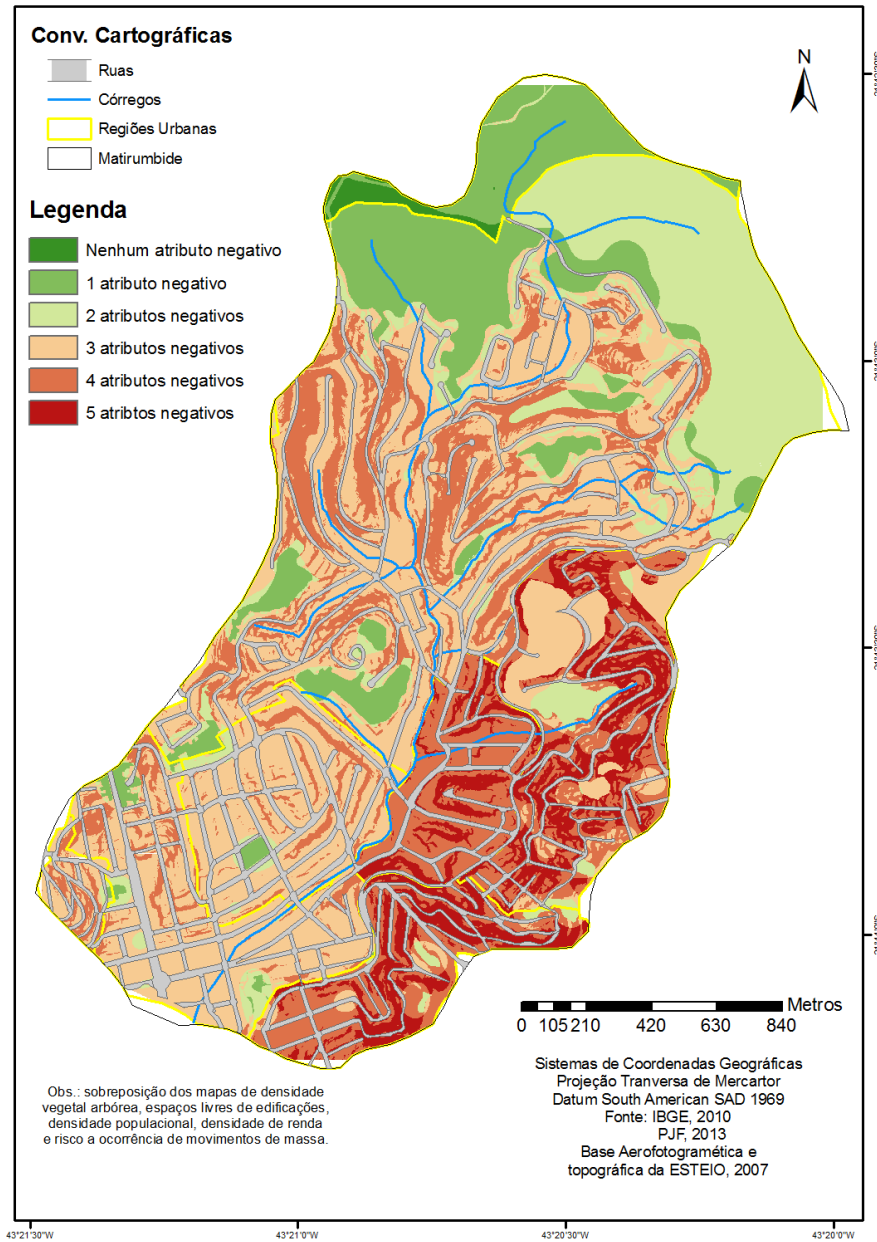 Conv. Cartográficas
Ruas
Córregos
Regiões Urbanas
Matirumbide
N
Legenda
Nenhum atributo negativo
1 atributo negativo
2 atributos negativos
3 atributos negativos
4 atributos negativos
5 atribtos negativos
Metros
0 105 210 420 630 840
Sistemas de Coordenadas Geográficas
Projeção Tranversa de Mercartor
Datum South American SAD 1969
Fonte: IBGE, 2010
PJF, 2013
Base Aerofotogramética e
topográfica da ESTEIO, 2007
Obs.: sobreposição dos mapas de densidade
vegetal arbórea, espaços livres de edificações,
densidade populacional, densidade de renda
e risco a ocorrência de movimentos de massa.
43°21'30"W 43°21'0"W 43°20'30"W 43°20'0"W